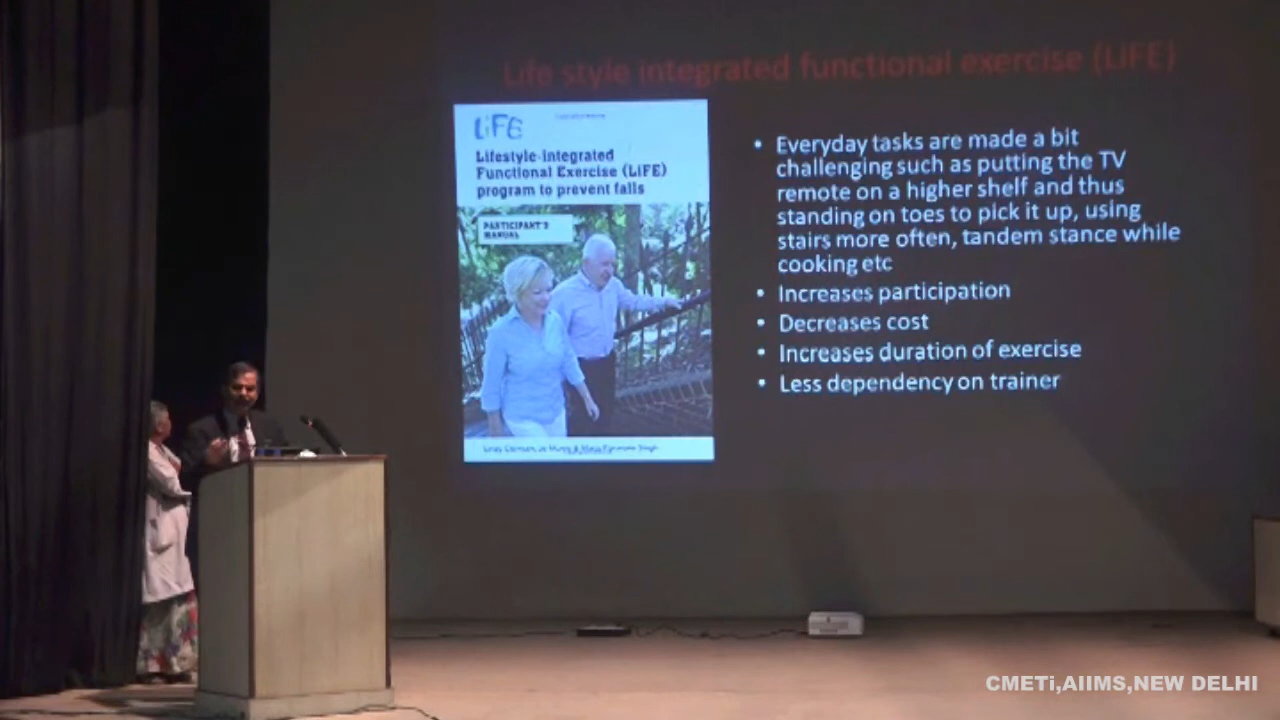 Life style integrated functional exercise (LiFE)
LiFE
Lifestyle-integrated
Functional Exercise (LiFE)
program to prevent falls
PARTICIPANT'S
MANUAL
• Everyday tasks are made a bit
challenging such as putting the TV
remote on a higher shelf and thus
standing on toes to pick it up, using
stairs more often, tandem stance while
cooking etc
• Increases participation
• Decreases cost
• Increases duration of exercise
• Less dependency on trainer
CMETi,AIIMS,NEW DELHI